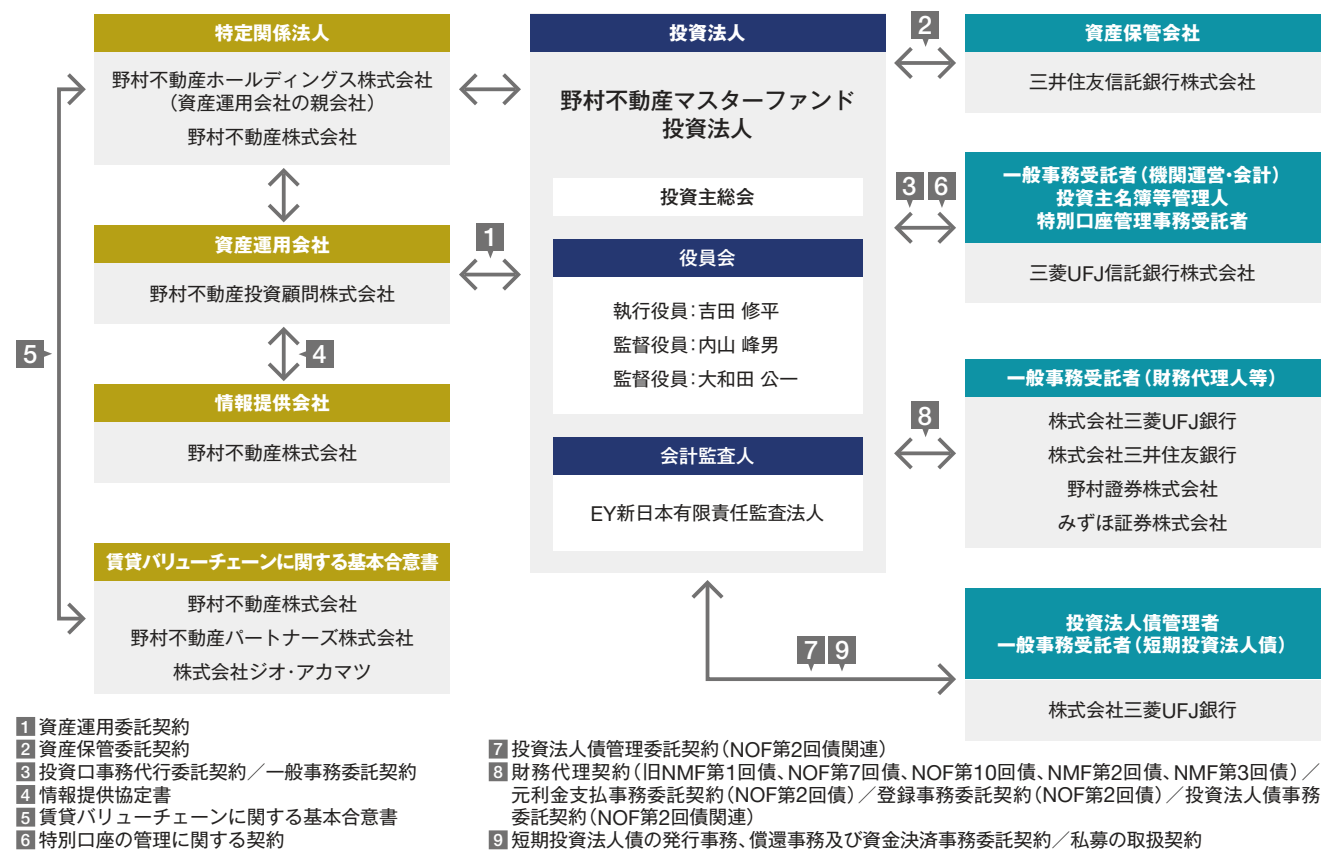 特定関係法人
野村不動産ホールディングス株式会社
(資産運用会社の親会社)
野村不動産株式会社
資産運用会社
野村不動産投資顧問株式会社
5
4
情報提供会社
野村不動産株式会社
賃貸バリューチェーンに関する基本合意書
野村不動産株式会社
野村不動産パートナーズ株式会社
株式会社ジオ・アカマツ
1
投資法人
野村不動産マスターファンド
投資法人
投資主総会
役員会
執行役員:吉田 修平
監督役員:内山 峰男
監督役員:大和田 公一
会計監査人
EY新日本有限責任監査法人
2
資産保管会社
三井住友信託銀行株式会社
3 6
一般事務受託者(機関運営・会計)
投資主名簿等管理人
特別口座管理事務受託者
三菱UFJ信託銀行株式会社
8
一般事務受託者(財務代理人等)
株式会社三菱UFJ銀行
株式会社三井住友銀行
野村證券株式会社
みずほ証券株式会社
7 9
投資法人債管理者
一般事務受託者(短期投資法人債)
株式会社三菱UFJ銀行
1 資産運用委託契約
2 資産保管委託契約
3 投資口事務代行委託契約/一般事務委託契約
4 情報提供協定書
5 賃貸バリューチェーンに関する基本合意書
6 特別口座の管理に関する契約
7 投資法人債管理委託契約(NOF第2回債関連)
8 財務代理契約(旧NMF第1回債、NOF第7回債、NOF第10回債、NMF第2回債、NMF第3回債)/
元利金支払事務委託契約(NOF第2回債)/登録事務委託契約(NOF第2回債)/投資法人債事務
委託契約(NOF第2回債関連)
9 短期投資法人債の発行事務、償還事務及び資金決済事務委託契約/私募の取扱契約